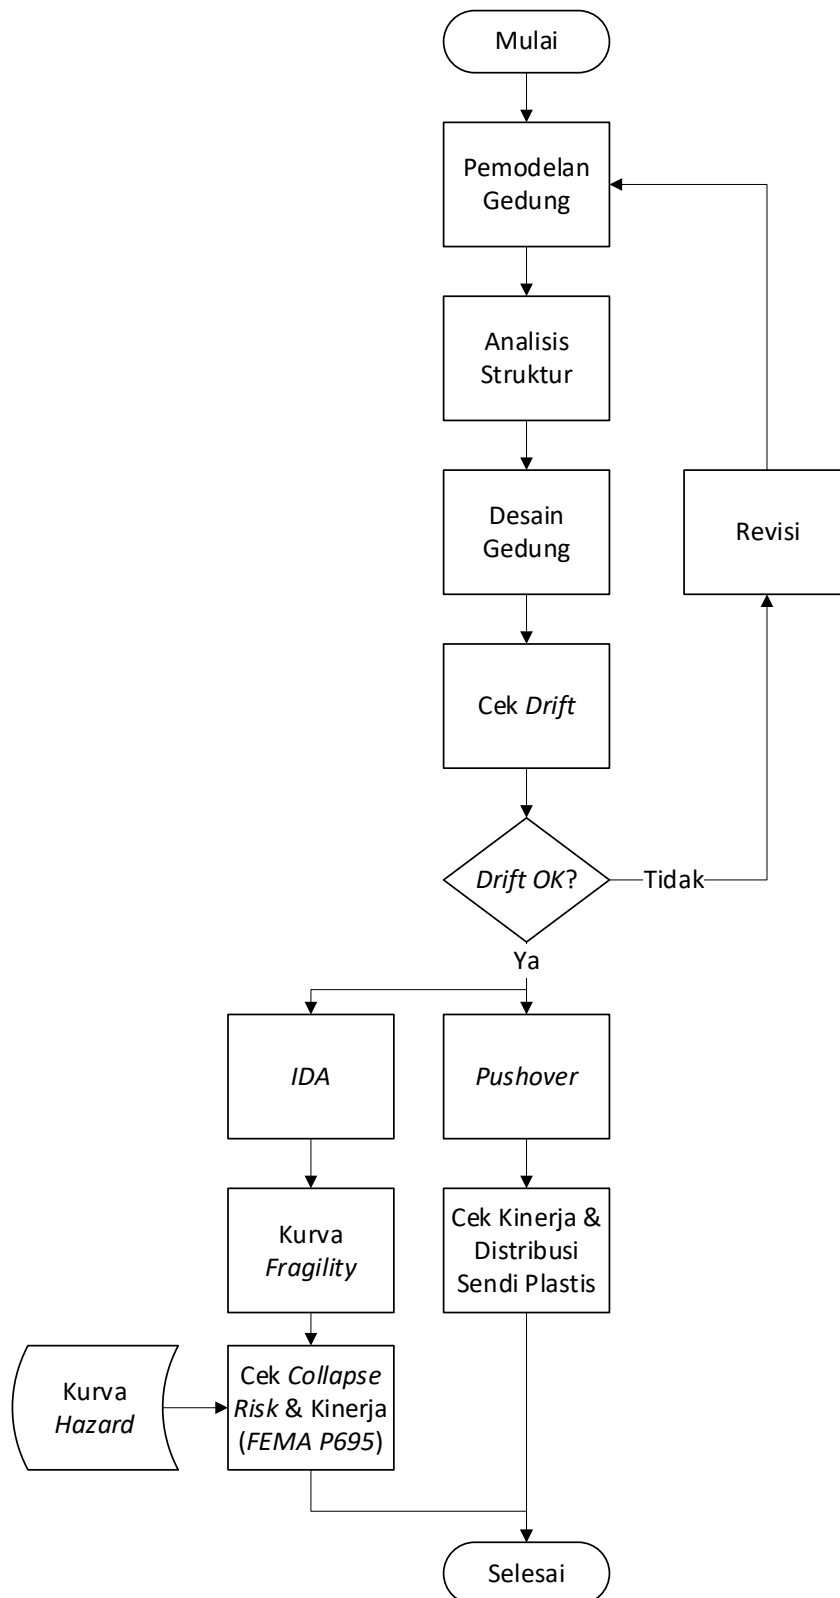 Mulai
Pemodelan
Gedung
Analisis
Struktur
Desain
Gedung
Revisi
Cek Drift
Drift OK?
Tidak
Ya
IDA
Pushover
Kurva
Fragility
Cek Kinerja &
Distribusi
Sendi Plastis
Kurva
Hazard
Cek Collapse
Risk & Kinerja
(FEMA P695)
Selesai